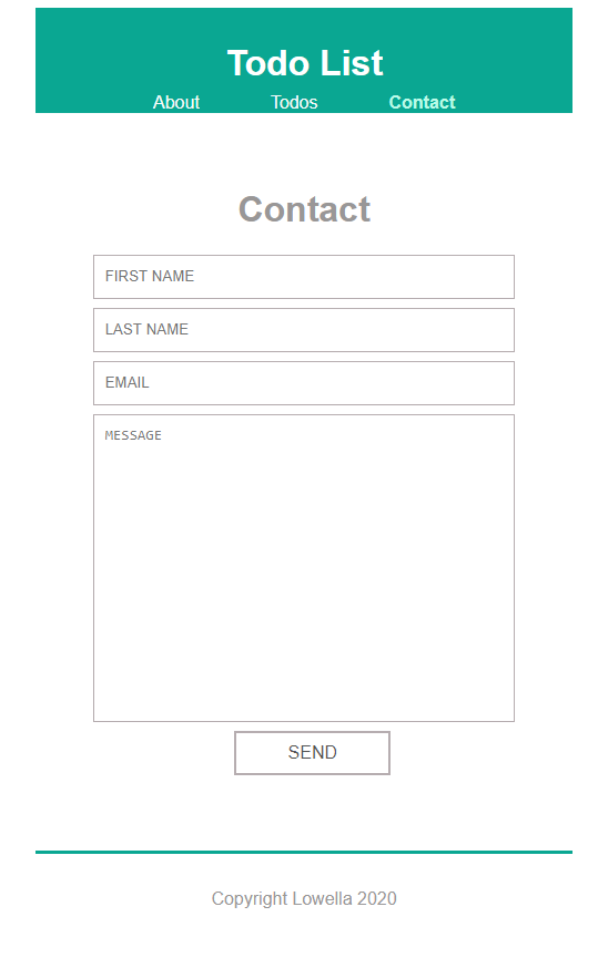 Todo List
About Todos Contact
Contact
FIRST NAME
LAST NAME
EMAIL
MESSAGE
SEND
Copyright Lowella 2020